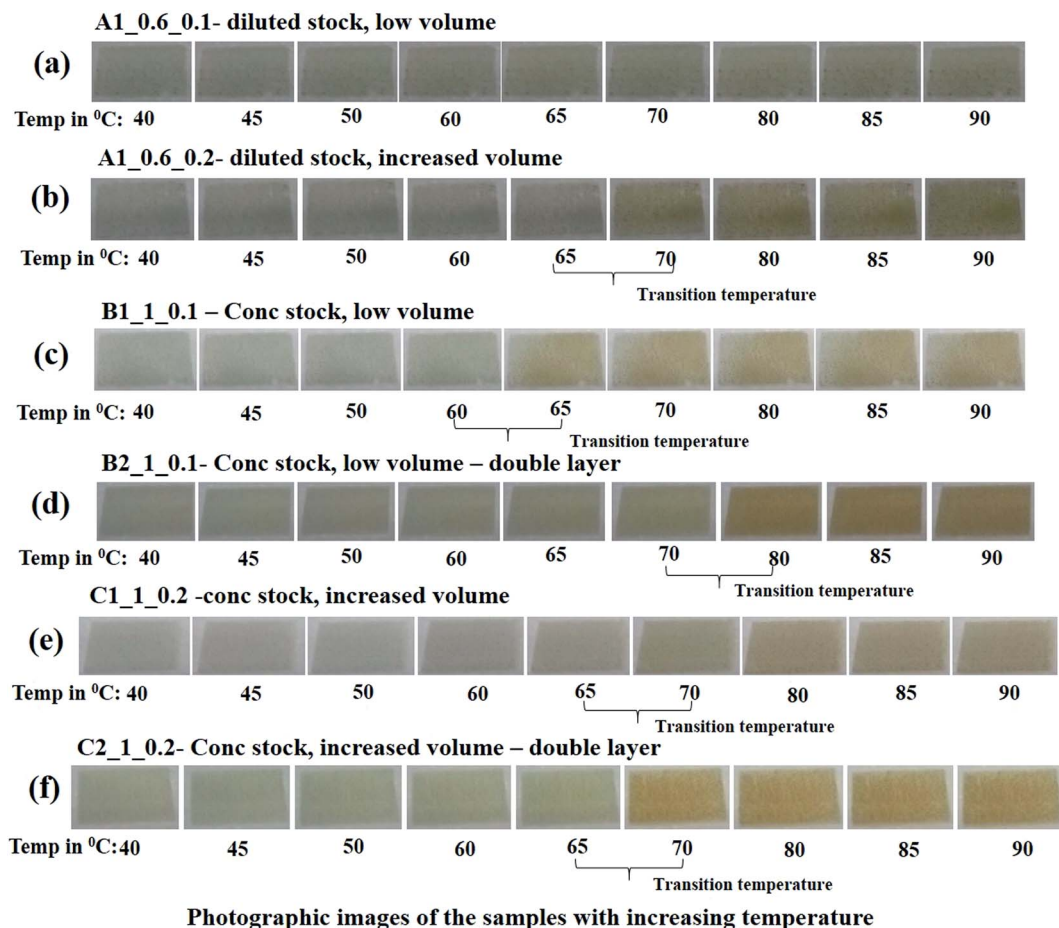 A1_0.6_0.1- diluted stock, low volume
(a)
Temp in ⁰C: 40 45 50 60 65 70 80 85 90
A1_0.6_0.2- diluted stock, increased volume
(b)
Temp in ⁰C: 40 45 50 60 65 70 80 85 90
Transition temperature
B1_1_0.1 – Conc stock, low volume
(c)
Temp in ⁰C: 40 45 50 60 65 70 80 85 90
Transition temperature
B2_1_0.1- Conc stock, low volume – double layer
(d)
Temp in ⁰C: 40 45 50 60 65 70 80 85 90
Transition temperature
C1_1_0.2 -conc stock, increased volume
(e)
Temp in ⁰C: 40 45 50 60 65 70 80 85 90
Transition temperature
C2_1_0.2- Conc stock, increased volume – double layer
(f)
Temp in ⁰C: 40 45 50 60 65 70 80 85 90
Transition temperature
Photographic images of the samples with increasing temperature